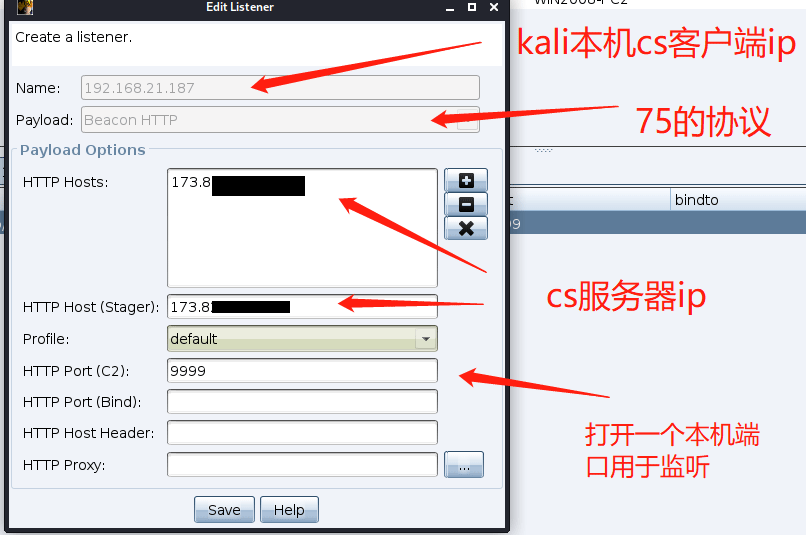 Edit Listener
Create a listener.
kali本机cs客户端ip
Name: 192.168.21.187
Payload: Beacon HTTP
75的协议
Payload Options
HTTP Hosts: 173.8
bindto
cs服务器ip
HTTP Host (Stager): 173.8
Profile: default
HTTP Port (C2): 9999
HTTP Port (Bind):
HTTP Host Header:
HTTP Proxy:
...
打开一个本机端
口用于监听
Save Help